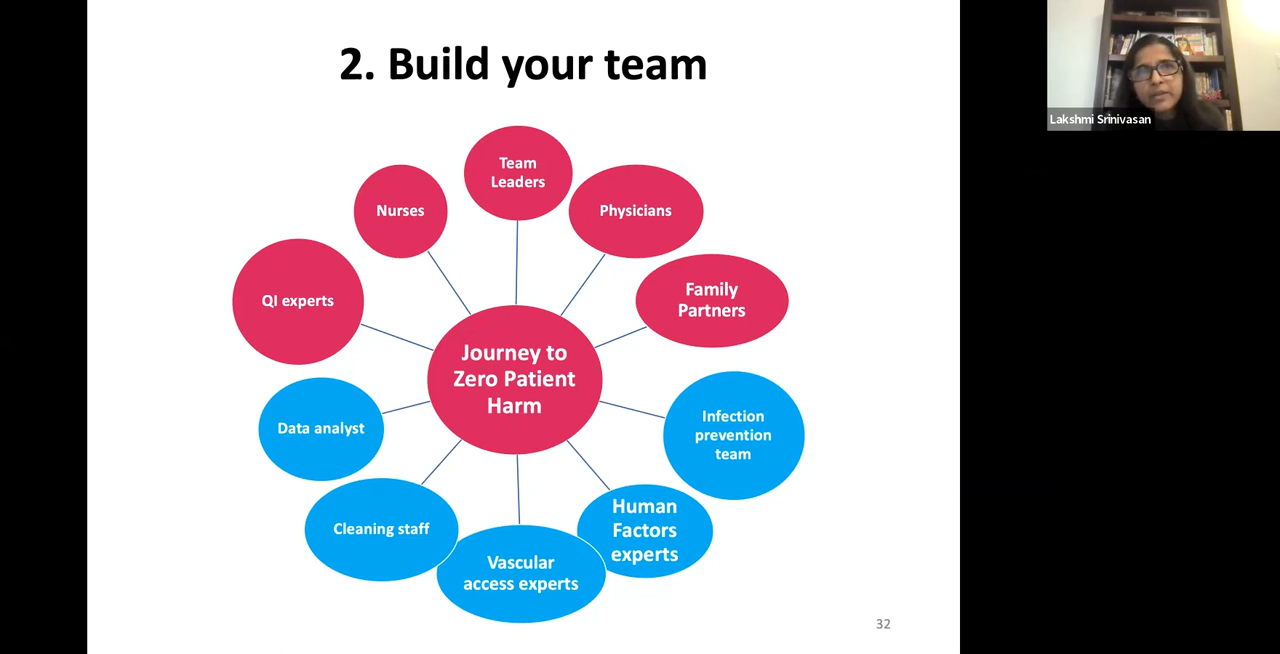 2. Build your team
Team
Leaders
Nurses
Physicians
QI experts
Family
Partners
Journey to
Zero Patient
Harm
Data analyst
Infection
prevention
team
Cleaning staff
Human
Factors
experts
Vascular
access experts
32
Lakshmi Srinivasan